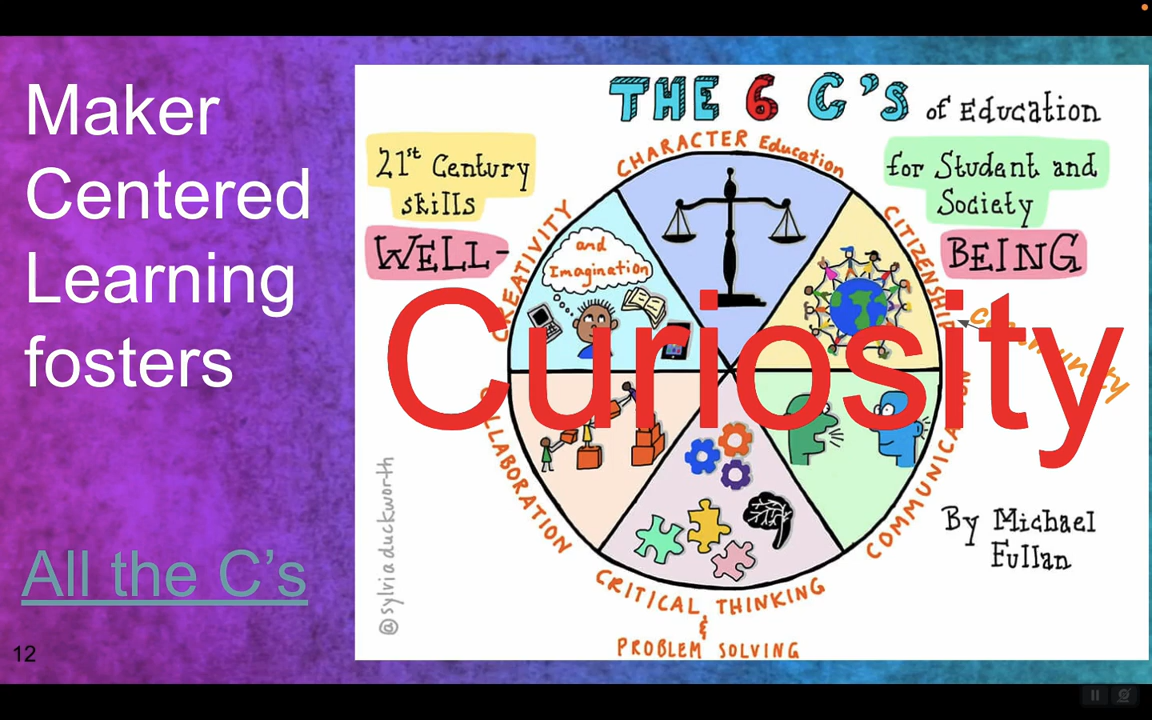 Maker
Centered
Learning
fosters
All the C's
12
THE 6 C's of Education
21st Century
skills
WELL-
for Student and
Society
BEING
CHARACTER Education
CREATIVITY
and
Imagination
CITIZENSHIP
community
Curiosity
COLLABORATION
COMMUNICATION
CRITICAL THINKING
&
PROBLEM SOLVING
By Michael
Fullan
@sylviaduckworth